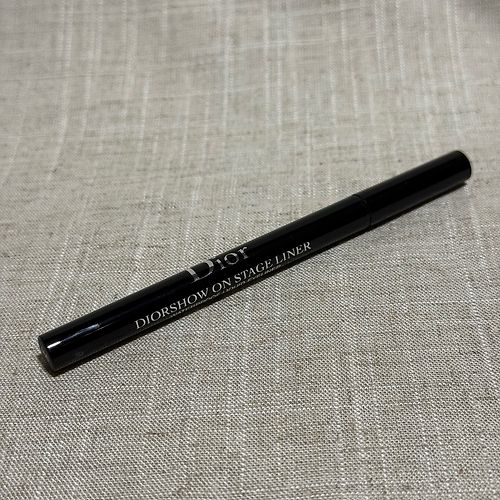 Dior
DIORSHOW ON STAGE LINER